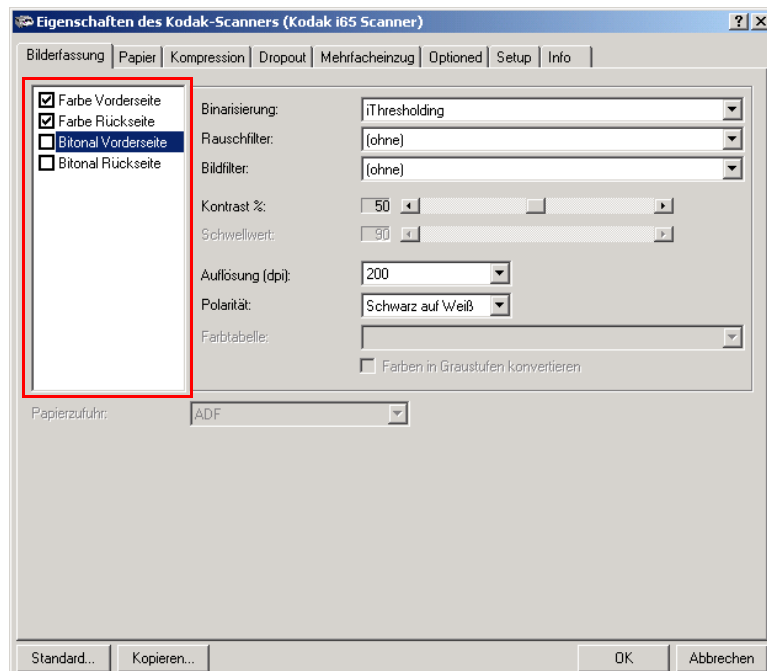 Eigenschaften des Kodak-Scanners (Kodak i65 Scanner)
Bilderfassung Papier Kompression Dropout Mehrfacheinzug Optioned Setup Info
Farbe Vorderseite
Farbe Rückseite
Bitonal Vorderseite
Bitonal Rückseite
Binarisierung: iThresholding
Rauschfilter: (ohne)
Bildfilter: (ohne)
Kontrast %: 50
Schwellwert: 90
Auflösung (dpi): 200
Polarität: Schwarz auf Weiß
Farbtabelle:
Farben in Graustufen konvertieren
Papierzufuhr: ADF
Standard... Kopieren... OK Abbrechen